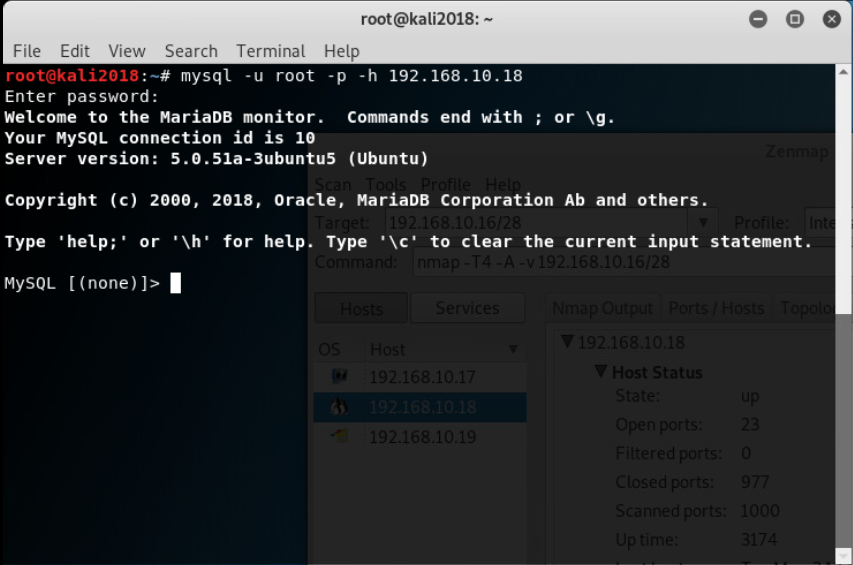 root@kali2018: ~
File Edit View Search Terminal Help
root@kali2018:~# mysql -u root -p -h 192.168.10.18
Enter password:
Welcome to the MariaDB monitor.  Commands end with ; or \g.
Your MySQL connection id is 10
Server version: 5.0.51a-3ubuntu5 (Ubuntu)
Copyright (c) 2000, 2018, Oracle, MariaDB Corporation Ab and others.
Type 'help;' or '\h' for help. Type '\c' to clear the current input statement.
MySQL [(none)]>
Zenmap
Scan Tools Profile Help
Target: 192.168.10.16/28 Profile: Inte
Command: nmap -T4 -A -v 192.168.10.16/28
Hosts Services Nmap Output Ports / Hosts Topolo
OS Host
192.168.10.17
192.168.10.18
192.168.10.19
192.168.10.18
Host Status
State: up
Open ports: 23
Filtered ports: 0
Closed ports: 977
Scanned ports: 1000
Up time: 3174